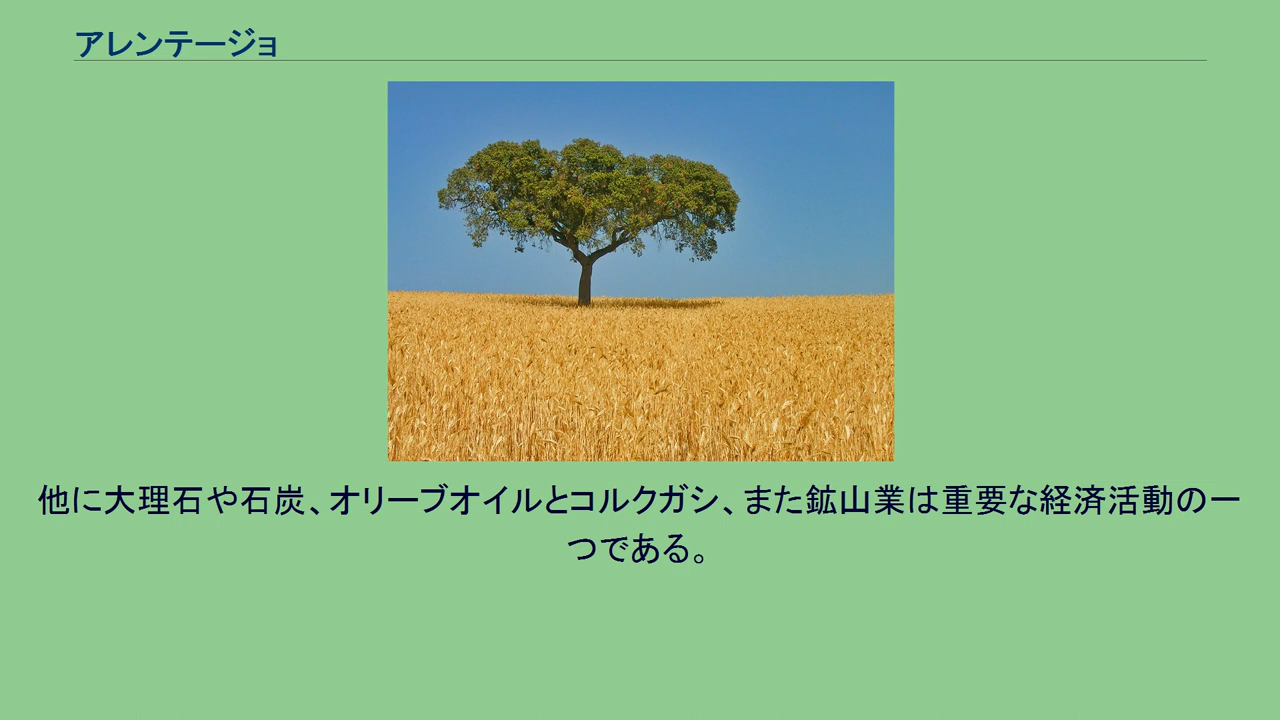 アレンテージョ
他に大理石や石炭、オリーブオイルとコルクガシ、また鉱山業は重要な経済活動の一
つである。